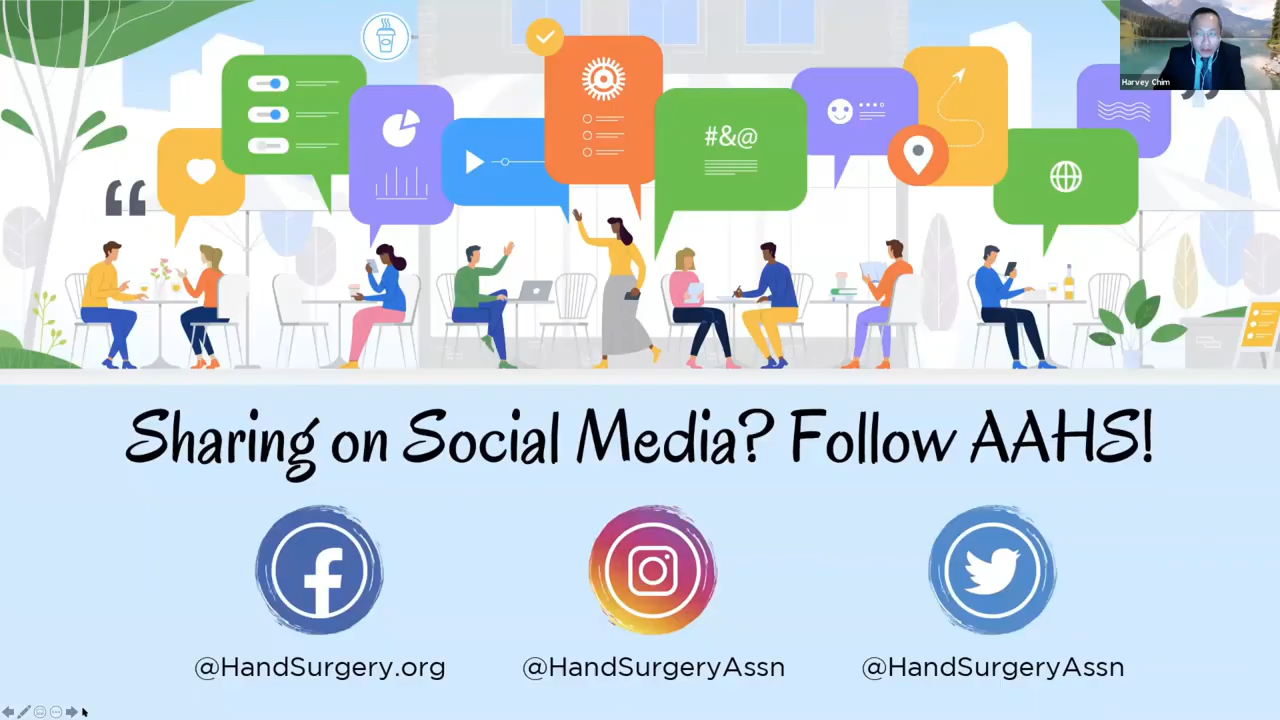 Harvey Chim
#&@
Sharing on Social Media? Follow AAHS!
@HandSurgery.org
@HandSurgeryAssn
@HandSurgeryAssn